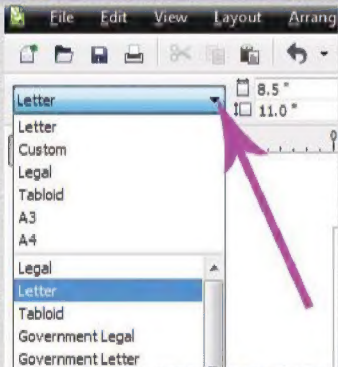 File Edit View Layout Arrang
Letter
8.5 "
11.0 "
0
Letter
Custom
Legal
Tabloid
A3
A4
Legal
Letter
Tabloid
Government Legal
Government Letter